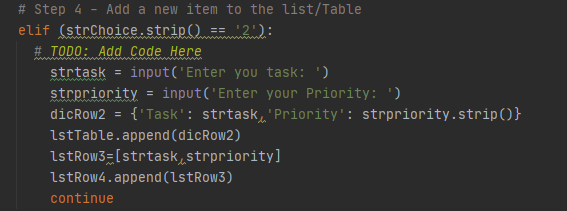 # Step 4 - Add a new item to the list/Table
elif (strChoice.strip() == '2'):
# TODO: Add Code Here
strtask = input('Enter you task: ')
strpriority = input('Enter your Priority: ')
dicRow2 = {'Task': strtask,'Priority': strpriority.strip()}
lstTable.append(dicRow2)
lstRow3=[strtask,strpriority]
lstRow4.append(lstRow3)
continue